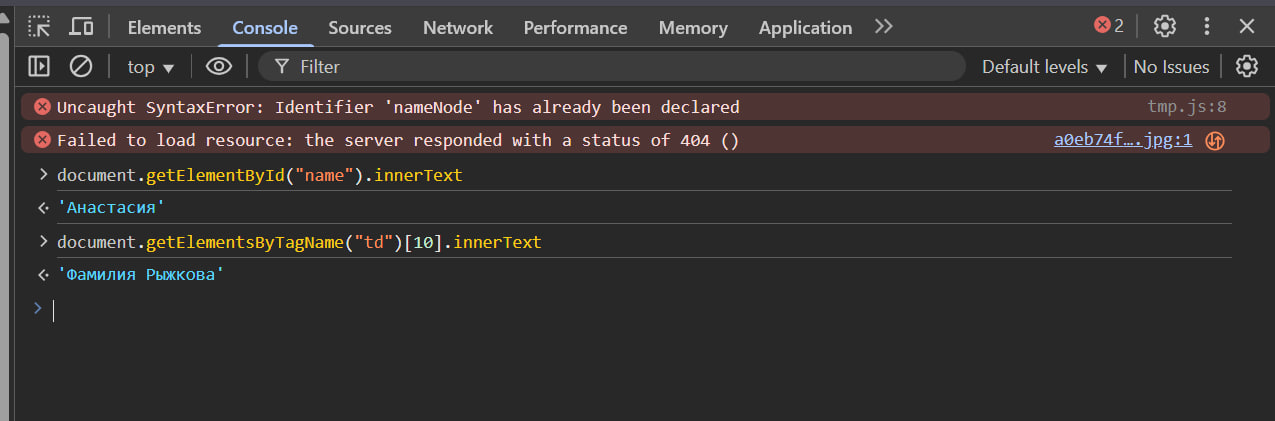 Elements Console Sources Network Performance Memory Application 2
top Filter Default levels No Issues
Uncaught SyntaxError: Identifier 'nameNode' has already been declared tmp.js:8
Failed to load resource: the server responded with a status of 404 () a0eb74f….jpg:1
> document.getElementById("name").innerText
'Анастасия'
> document.getElementsByTagName("td")[10].innerText
'Фамилия Рыжкова'
>